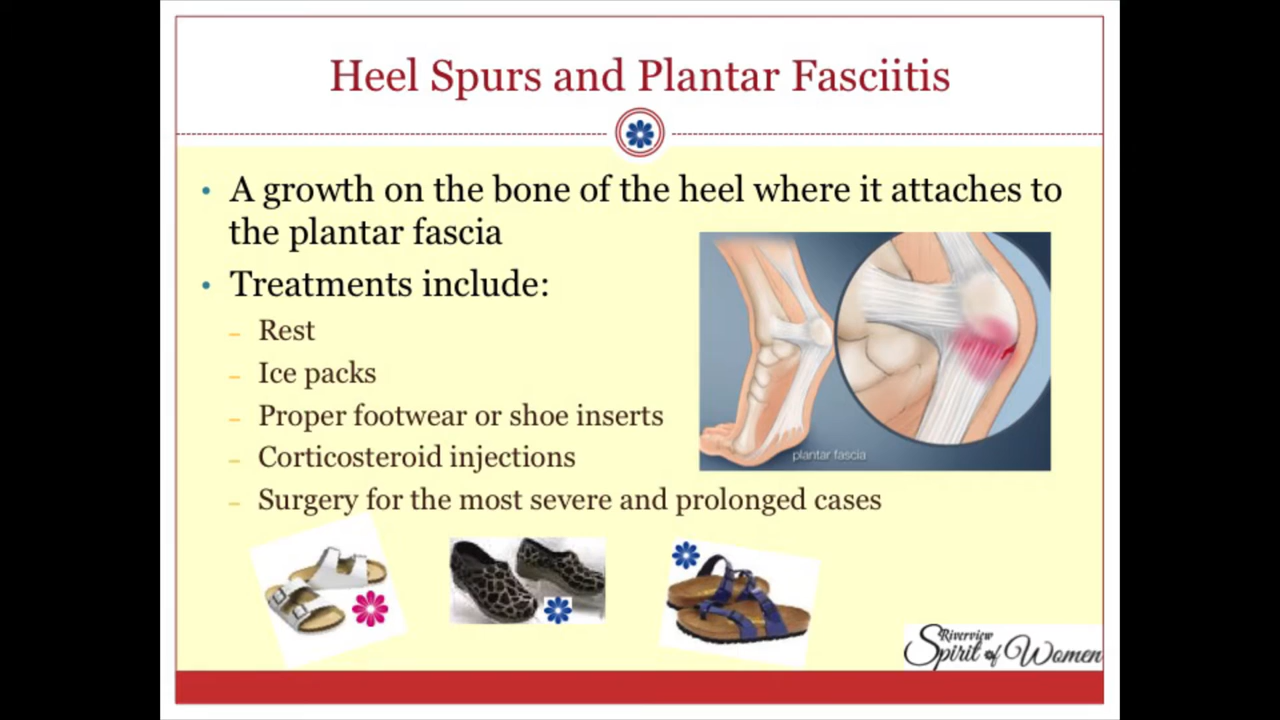 Heel Spurs and Plantar Fasciitis
• A growth on the bone of the heel where it attaches to
the plantar fascia
• Treatments include:
– Rest
– Ice packs
– Proper footwear or shoe inserts
– Corticosteroid injections
– Surgery for the most severe and prolonged cases
plantar fascia
Riverview
Spirit of Women